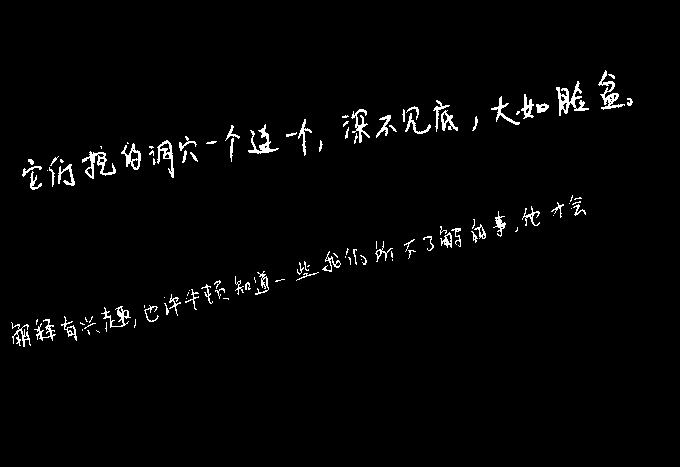 它们挖的洞穴一个连一个，深不见底，大如脸盆。
解释有兴趣，也许牛顿知道一些我们所不了解的事，他才会